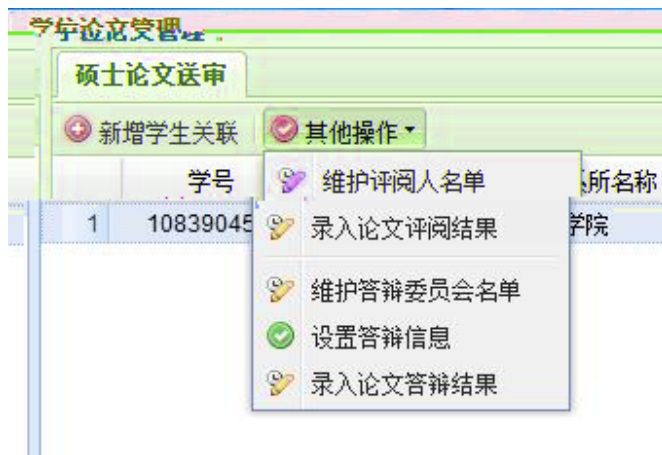 学位论文管理
硕士论文送审
新增学生关联 其他操作
学号 所名称
维护评阅人名单
1 10839045 学院
录入论文评阅结果
维护答辩委员会名单
设置答辩信息
录入论文答辩结果